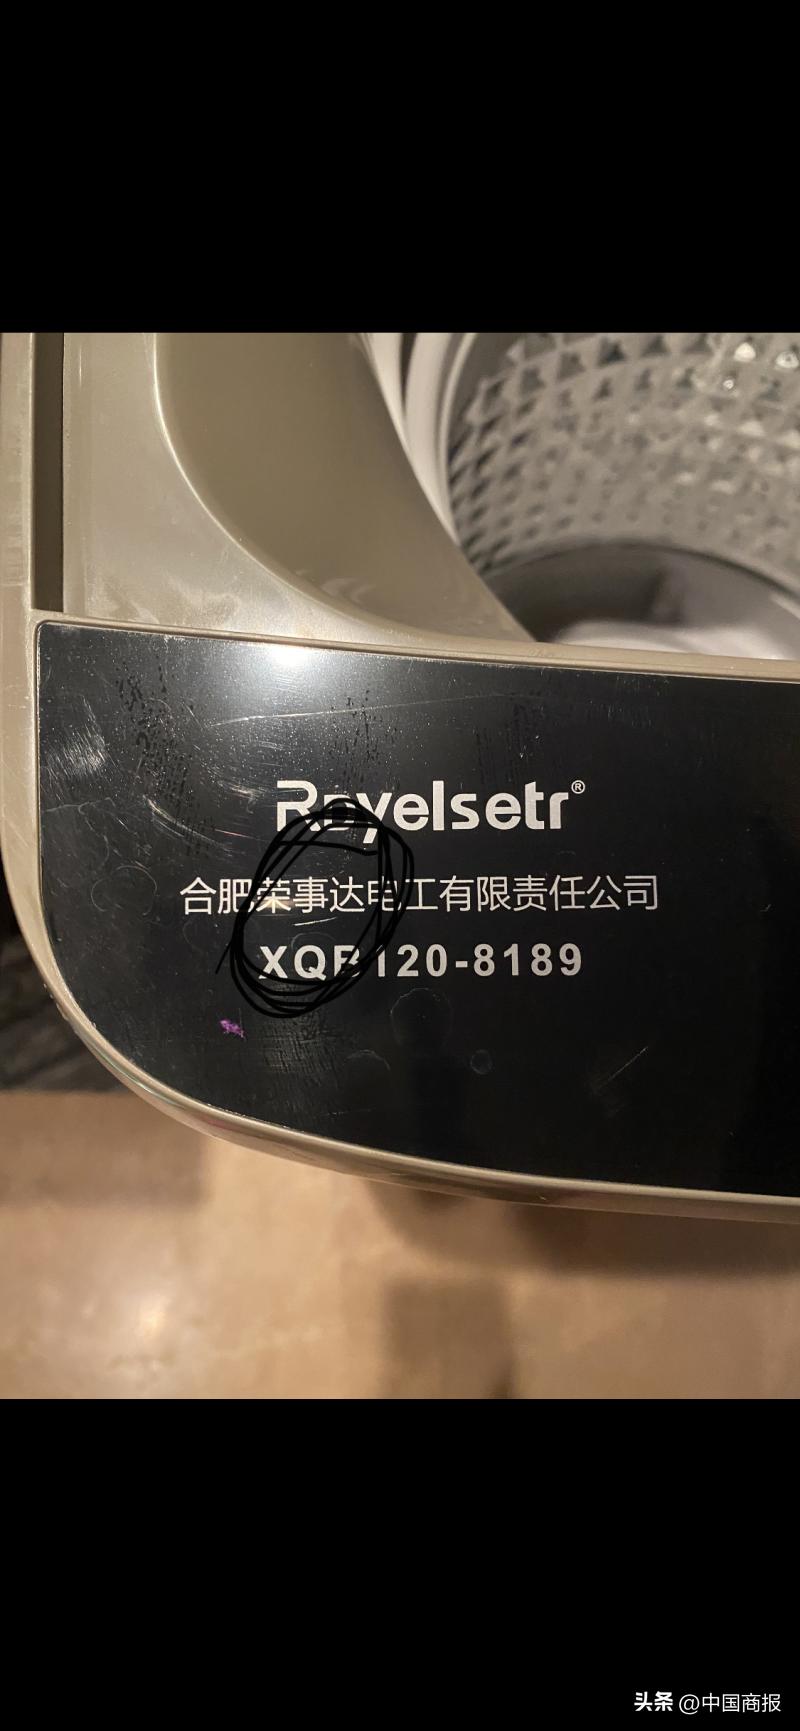 Royelsetr®
合肥荣事达电工有限责任公司
XQB120-8189
头条 @中国商报